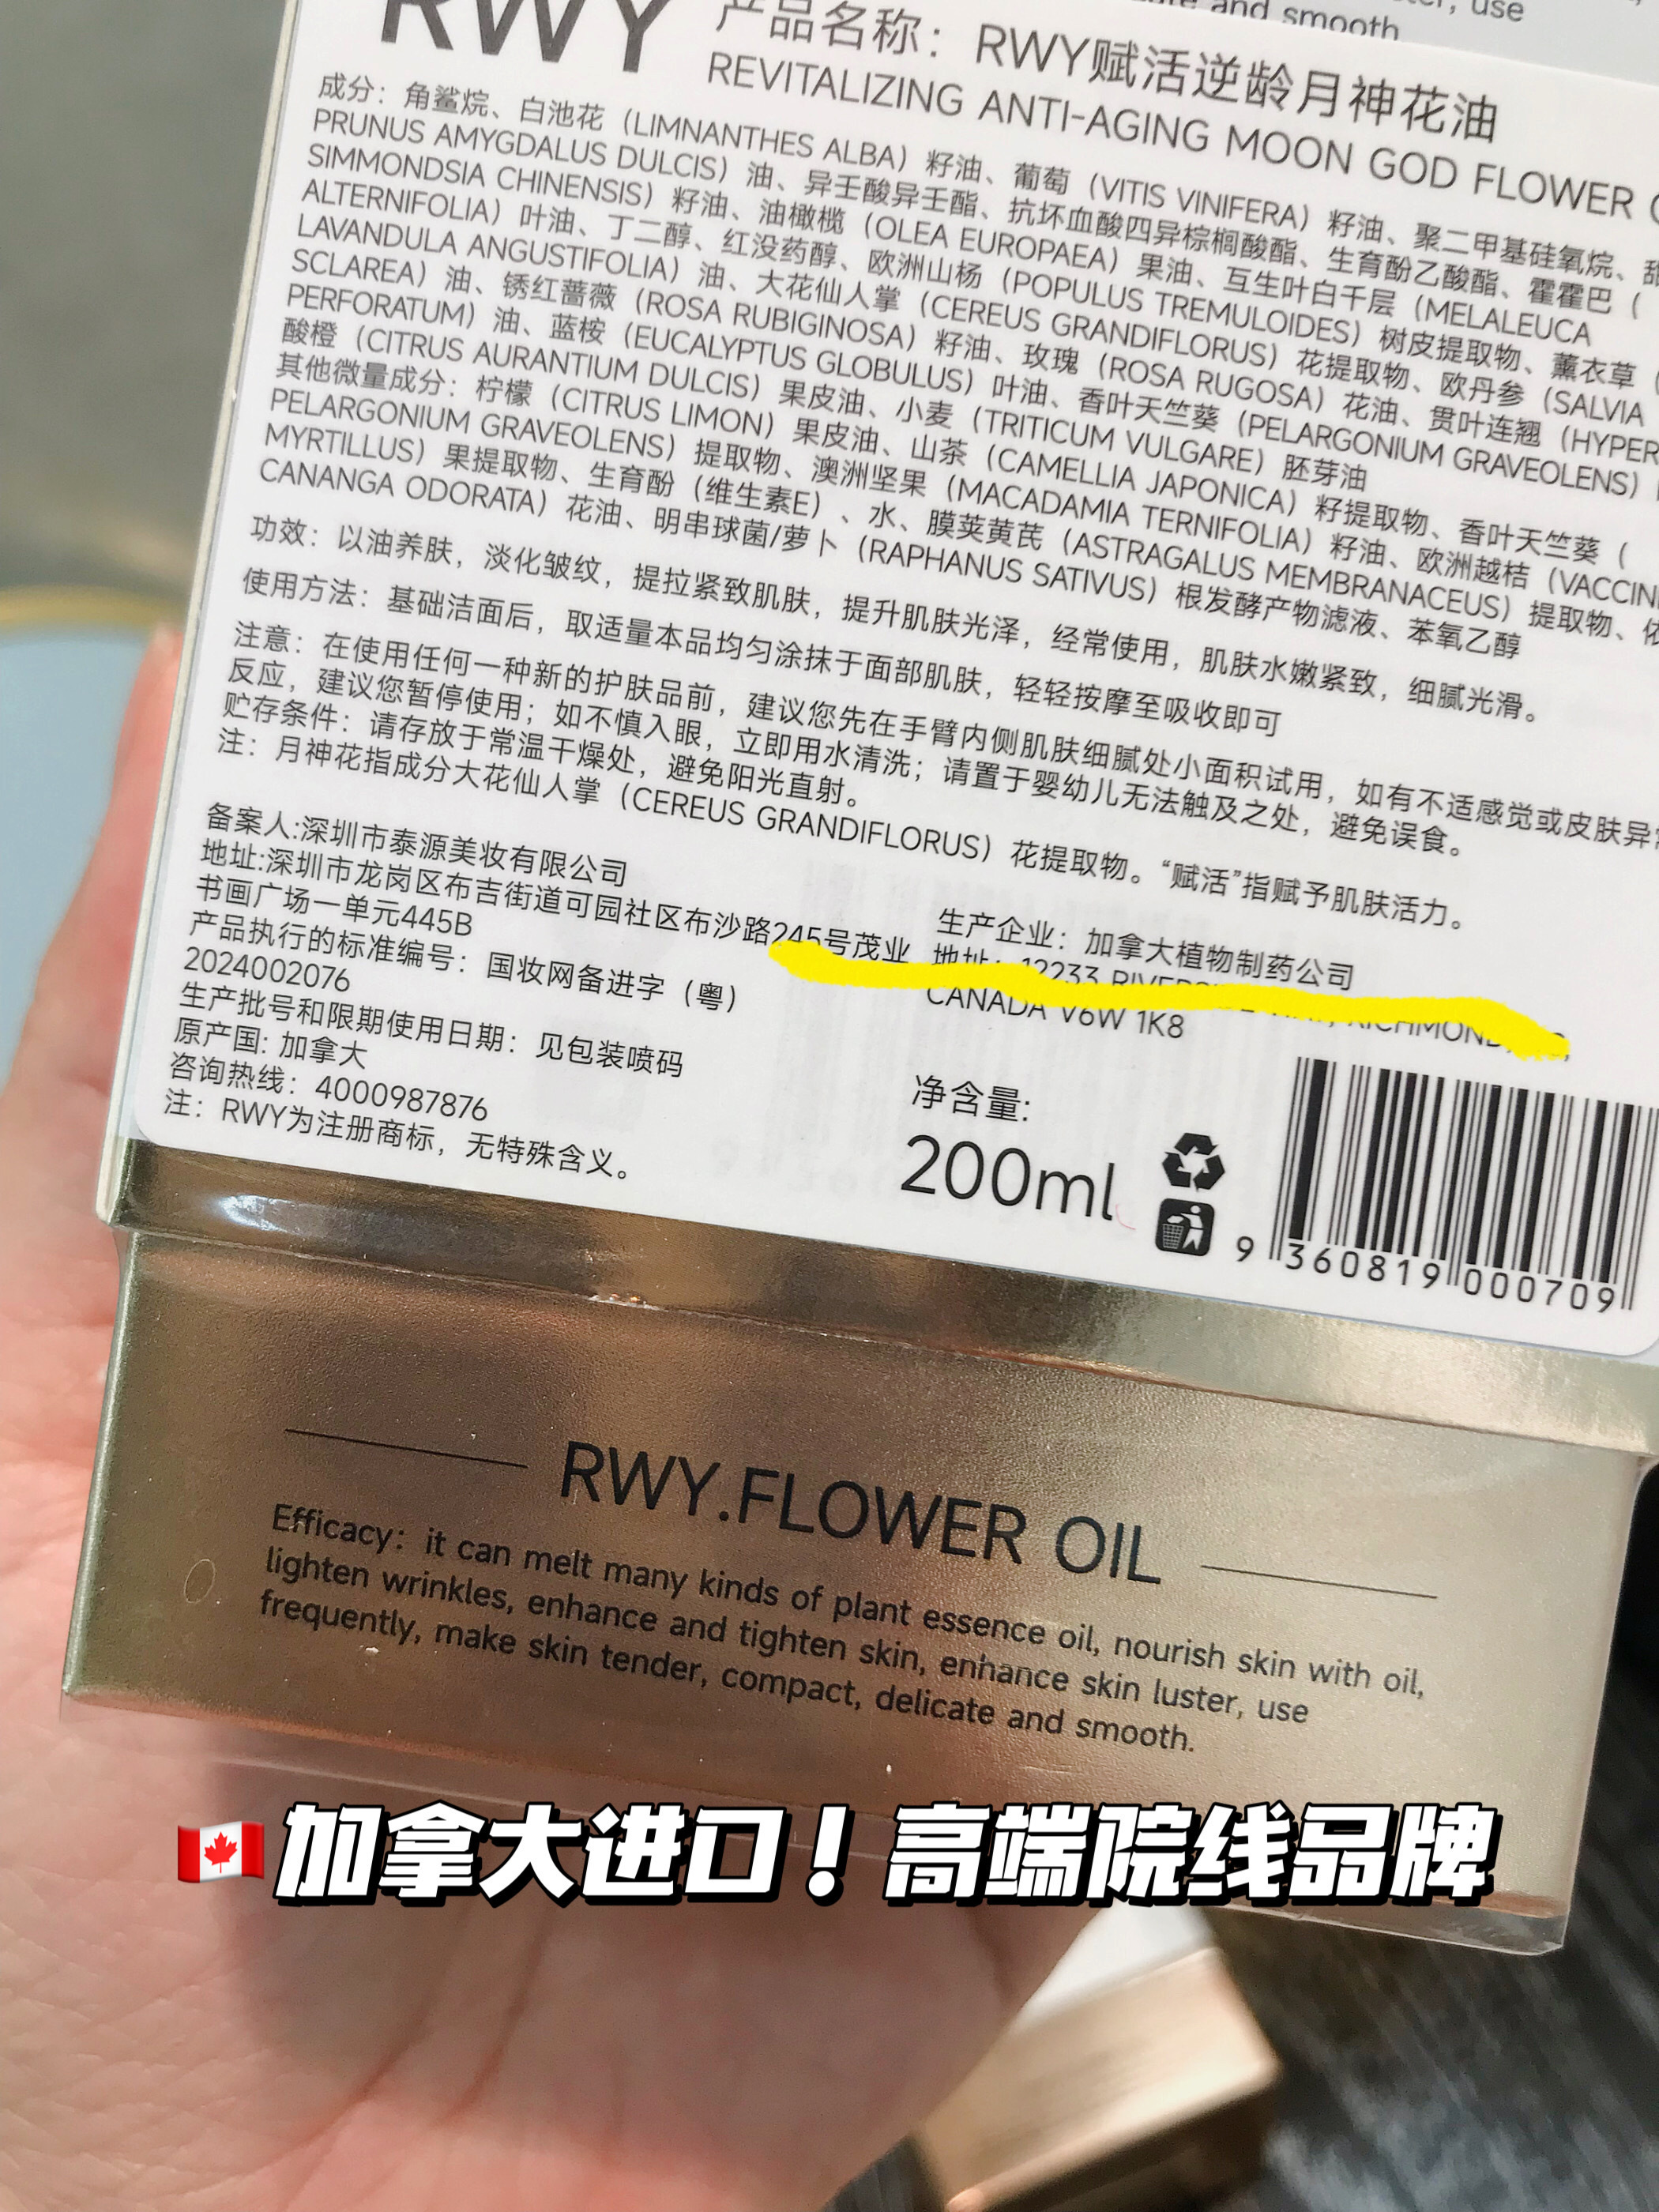 and smooth
use
RWY 产品名称：RWY赋活逆龄月神花油
REVITALIZING ANTI-AGING MOON GOD FLOWER
成分：角鲨烷、白池花（LIMNANTHES ALBA）籽油、葡萄（VITIS VINIFERA）籽油、聚二甲基硅氧烷、甜
PRUNUS AMYGDALUS DULCIS）油、异壬酸异壬酯、抗坏血酸四异棕榈酸酯、生育酚乙酸酯、霍霍巴（
SIMMONDSIA CHINENSIS）籽油、油橄榄（OLEA EUROPAEA）果油、互生叶白千层（MELALEUCA
ALTERNIFOLIA）叶油、丁二醇、红没药醇、欧洲山杨（POPULUS TREMULOIDES）树皮提取物、薰衣草（
LAVANDULA ANGUSTIFOLIA）油、大花仙人掌（CEREUS GRANDIFLORUS）花提取物、欧丹参（SALVIA
SCLAREA）油、锈红蔷薇（ROSA RUBIGINOSA）籽油、玫瑰（ROSA RUGOSA）花油、贯叶连翘（HYPER
PERFORATUM）油、蓝桉（EUCALYPTUS GLOBULUS）叶油、香叶天竺葵（PELARGONIUM GRAVEOLENS）
酸橙（CITRUS AURANTIUM DULCIS）果皮油、小麦（TRITICUM VULGARE）胚芽油
其他微量成分：柠檬（CITRUS LIMON）果皮油、山茶（CAMELLIA JAPONICA）籽提取物、香叶天竺葵（
PELARGONIUM GRAVEOLENS）提取物、澳洲坚果（MACADAMIA TERNIFOLIA）籽油、欧洲越桔（VACCIN
MYRTILLUS）果提取物、生育酚（维生素E）、水、膜荚黄芪（ASTRAGALUS MEMBRANACEUS）提取物、依
CANANGA ODORATA）花油、明串球菌/萝卜（RAPHANUS SATIVUS）根发酵产物滤液、苯氧乙醇
功效：以油养肤，淡化皱纹，提拉紧致肌肤，提升肌肤光泽，经常使用，肌肤水嫩紧致，细腻光滑。
使用方法：基础洁面后，取适量本品均匀涂抹于面部肌肤，轻轻按摩至吸收即可
注意：在使用任何一种新的护肤品前，建议您先在手臂内侧肌肤细腻处小面积试用，如有不适感觉或皮肤异常
反应，建议您暂停使用；如不慎入眼，立即用水清洗；请置于婴幼儿无法触及之处，避免误食。
贮存条件：请存放于常温干燥处，避免阳光直射。
注：月神花指成分大花仙人掌（CEREUS GRANDIFLORUS）花提取物。“赋活”指赋予肌肤活力。
备案人:深圳市泰源美妆有限公司
地址:深圳市龙岗区布吉街道可园社区布沙路245号茂业
书画广场一单元445B
产品执行的标准编号：国妆网备进字（粤）
2024002076
生产批号和限期使用日期：见包装喷码
原产国: 加拿大
咨询热线：4000987876
注：RWY为注册商标，无特殊含义。
生产企业：加拿大植物制药公司
地址：12233
CANADA V6W 1K8
净含量:
200ml
9 360819 000709
RWY.FLOWER OIL
Efficacy：it can melt many kinds of plant essence oil, nourish skin with oil,
lighten wrinkles, enhance and tighten skin, enhance skin luster, use
frequently, make skin tender, compact, delicate and smooth.
🇨🇦加拿大进口！高端院线品牌